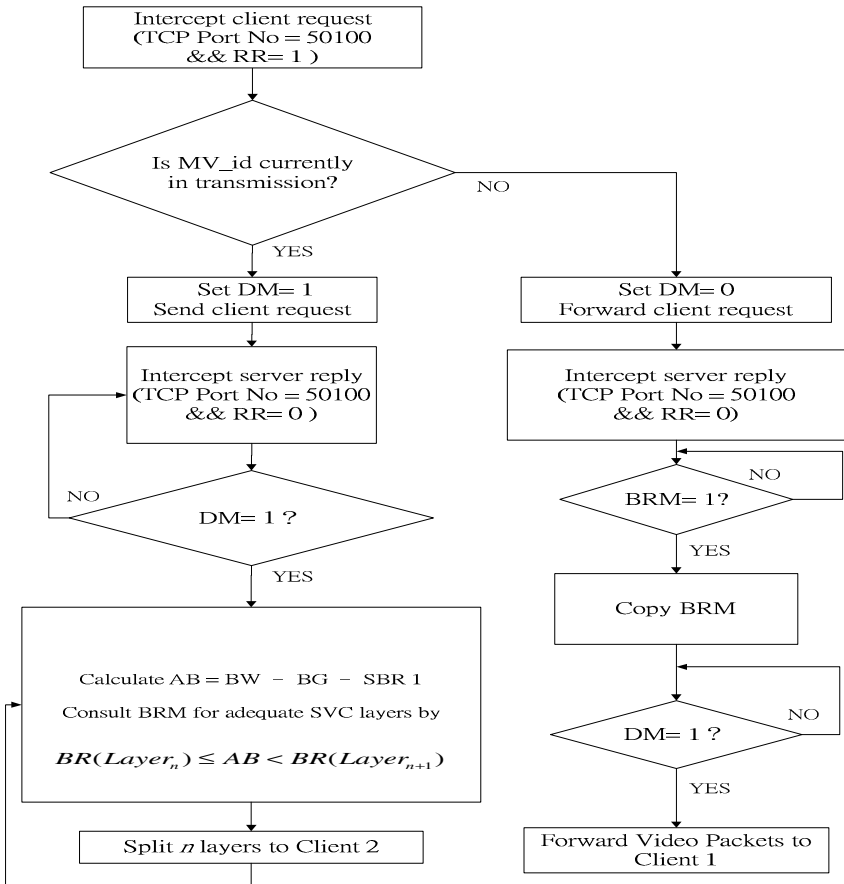 Intercept client request
(TCP Port No = 50100
&& RR= 1 )
Is MV_id currently
in transmission?
NO
YES
Set DM= 1
Send client request
Set DM= 0
Forward client request
Intercept server reply
(TCP Port No = 50100
&& RR= 0 )
Intercept server reply
(TCP Port No = 50100
&& RR= 0)
NO
DM= 1 ?
YES
NO
BRM= 1?
YES
Copy BRM
Calculate AB = BW − BG − SBR 1
Consult BRM for adequate SVC layers by
BR(Layerₙ) ≤ AB < BR(Layerₙ₊₁)
NO
DM= 1 ?
YES
Split n layers to Client 2
Forward Video Packets to
Client 1